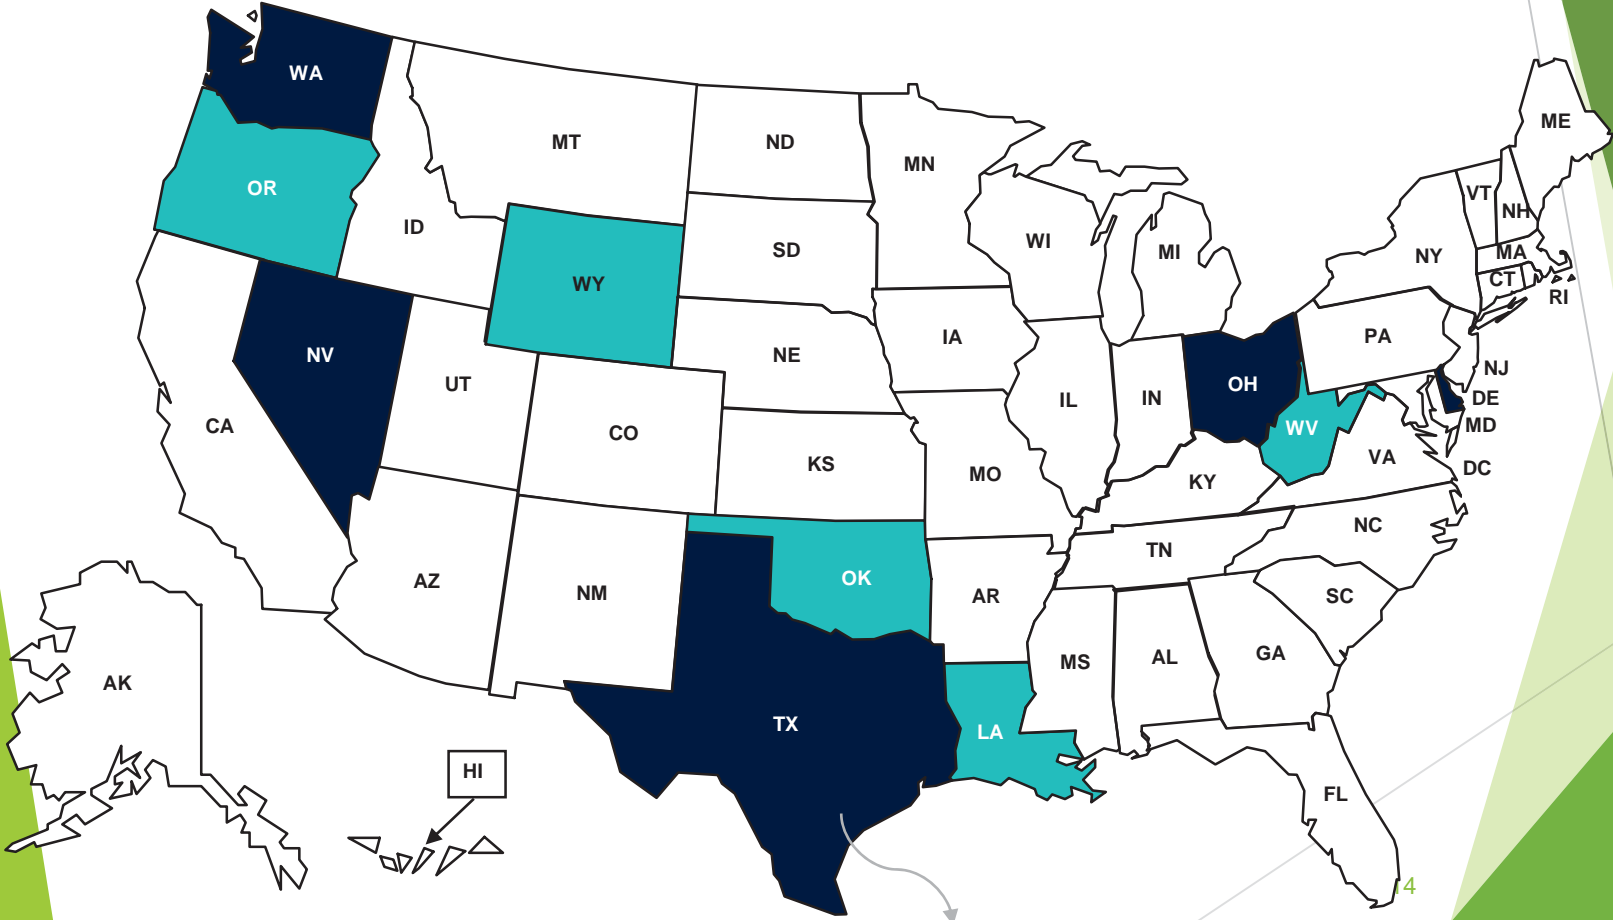 WA
ME
MT
ND
MN
OR
VT
NH
ID
WI
MI
NY
MA
SD
CT
RI
WY
IA
PA
NV
NE
NJ
UT
OH
IL
IN
DE
CA
CO
WV
MD
KS
VA
DC
MO
KY
NC
TN
AZ
NM
OK
AR
SC
AK
MS
AL
GA
TX
LA
HI
FL
14